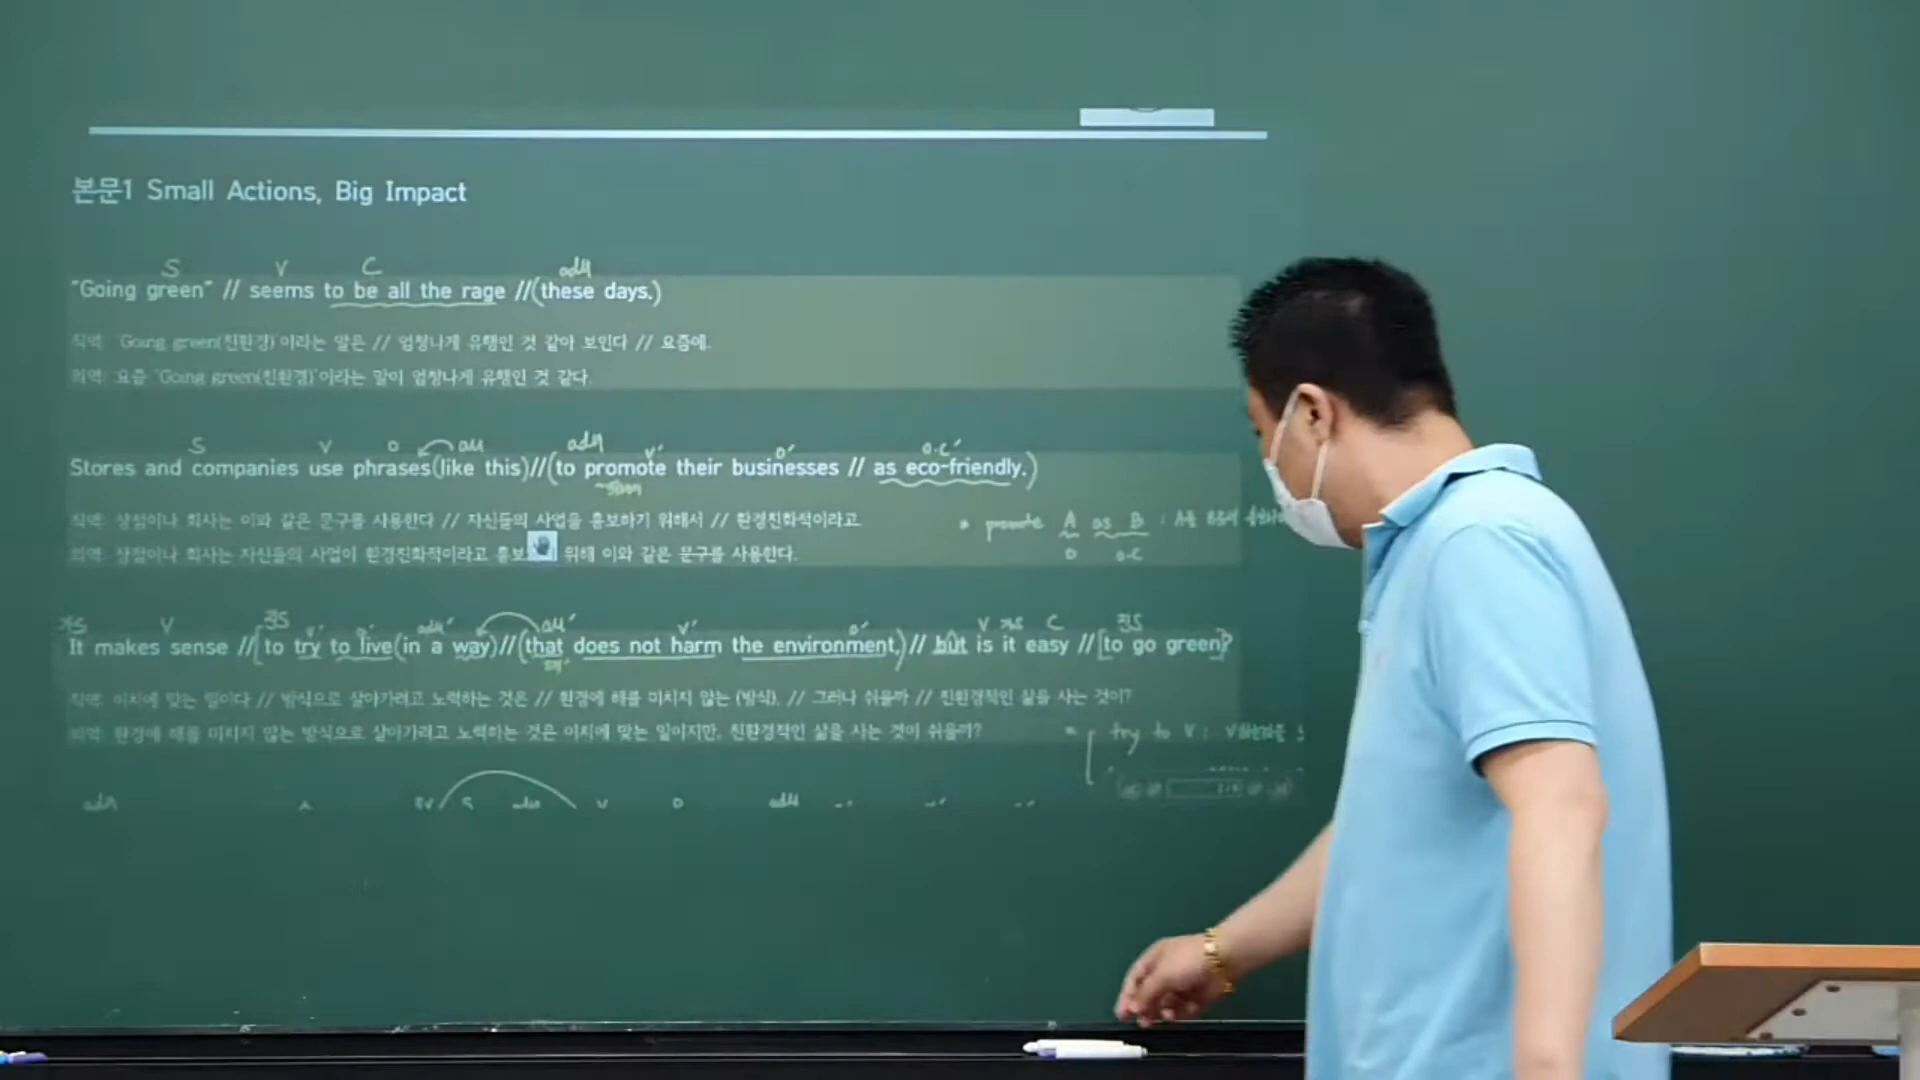 본문1 Small Actions, Big Impact
S V C
"Going green" // seems to be all the rage //(these days.)
직역: 'Going green(친환경)'이라는 말은 // 엄청나게 유행인 것 같아 보인다 // 요즘에.
의역: 요즘 'Going green(친환경)'이라는 말이 엄청나게 유행인 것 같다.
S V O V' O' O.C'
Stores and companies use phrases(like this)//(to promote their businesses // as eco-friendly.)
직역: 상점이나 회사는 이와 같은 문구를 사용한다 // 자신들의 사업을 홍보하기 위해서 // 환경친화적이라고
promote A as B :
의역: 상점이나 회사는 자신들의 사업이 환경친화적이라고 홍보 위해 이와 같은 문구를 사용한다.
O O.C
V V' V' O' V C
It makes sense //[to try to live(in a way)//(that does not harm the environment,)// but is it easy //[to go green]?
직역: 이치에 맞는 일이다 // 방식으로 살아가려고 노력하는 것은 // 환경에 해를 미치지 않는 (방식), // 그러나 쉬울까 // 친환경적인 삶을 사는 것이?
의역: 환경에 해를 미치지 않는 방식으로 살아가려고 노력하는 것은 이치에 맞는 일이지만, 친환경적인 삶을 사는 것이 쉬울까?
try to V :
S V O